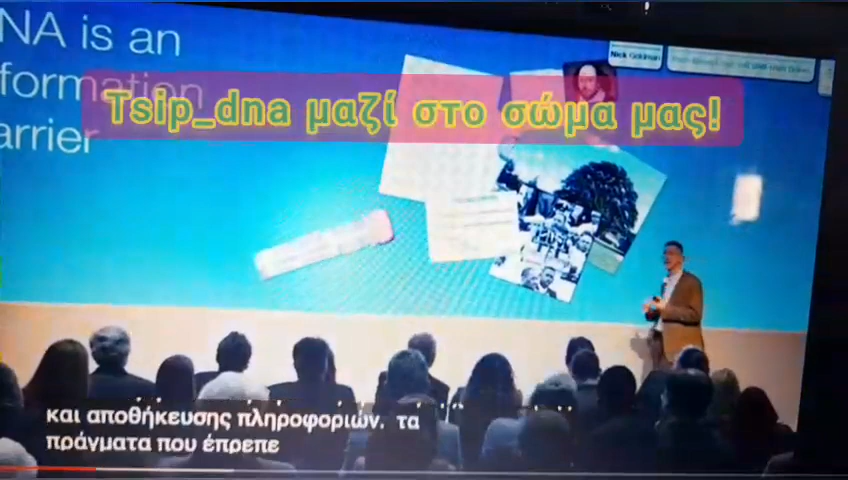 NA is an
formation
arrier
Nick Goldman
Tsip_dna μαζί στο σώμα μας!
και αποθήκευσης πληροφοριών. τα
πράγματα που έπρεπε